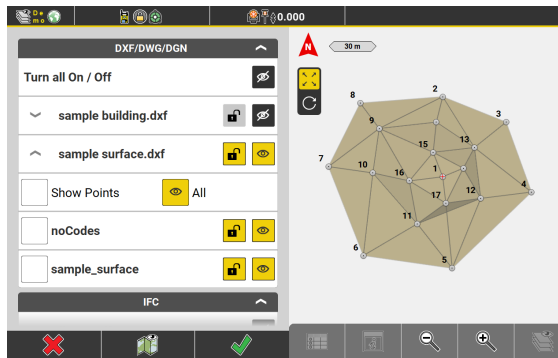 De
mo
0.000
DXF/DWG/DGN
Turn all On / Off
sample building.dxf
sample surface.dxf
Show Points
All
noCodes
sample_surface
IFC
N
30 m
8
2
3
9
15
13
7
10
16
1
4
12
17
11
6
5